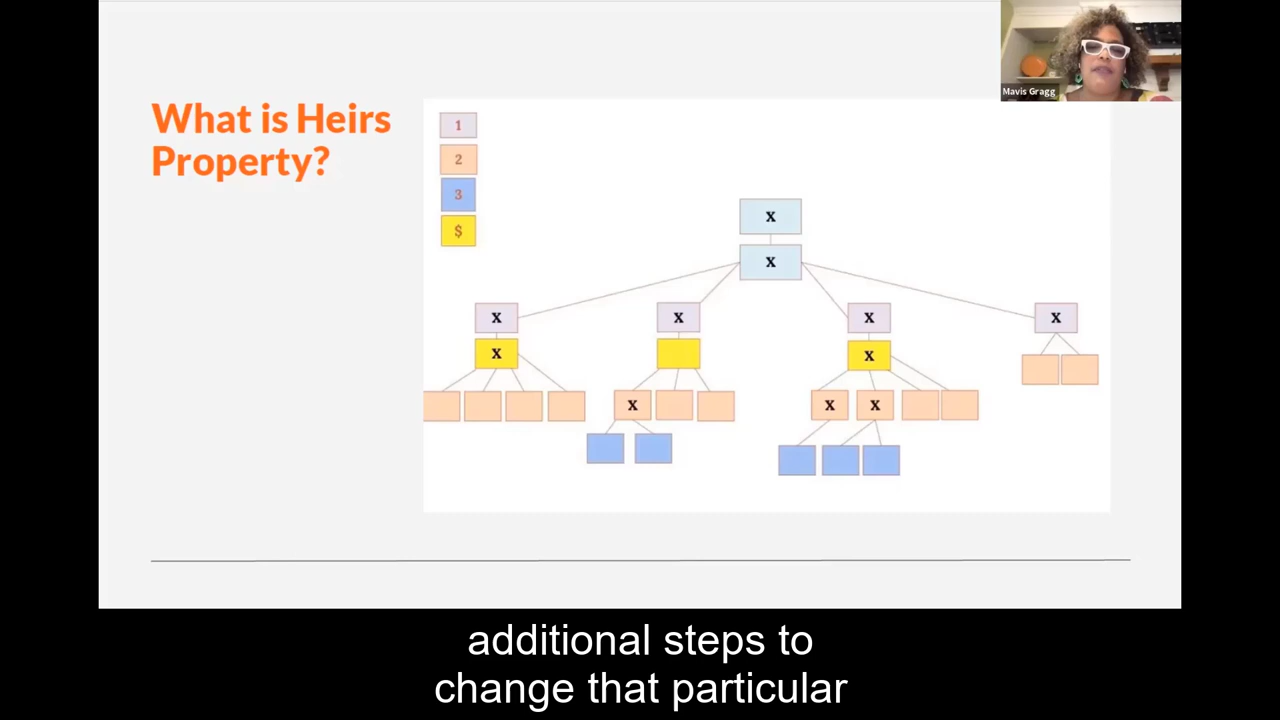 Mavis Gragg
What is Heirs
Property?
1
2
3
$
X
X
X
X
X
X
X
X
X
X
X
X
additional steps to
change that particular